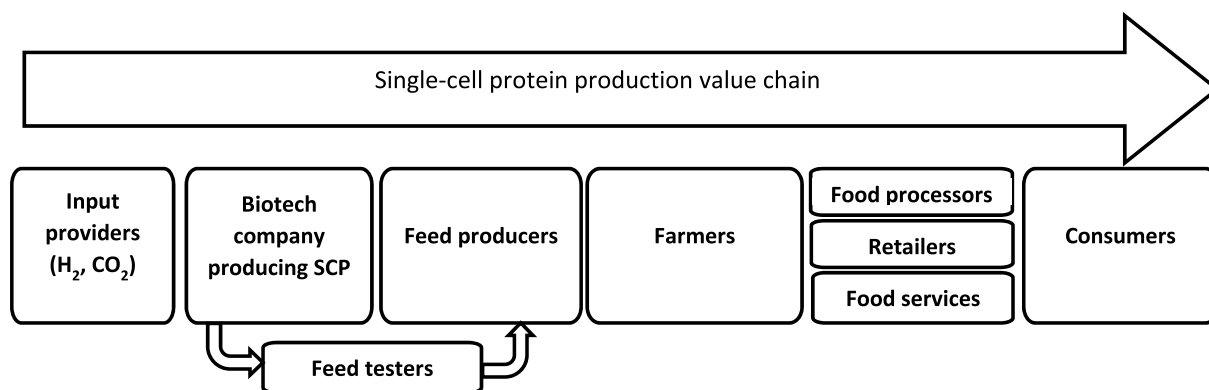 Single-cell protein production value chain
Input
providers
(H₂, CO₂)
Biotech
company
producing SCP
Feed producers
Farmers
Food processors
Retailers
Food services
Consumers
Feed testers